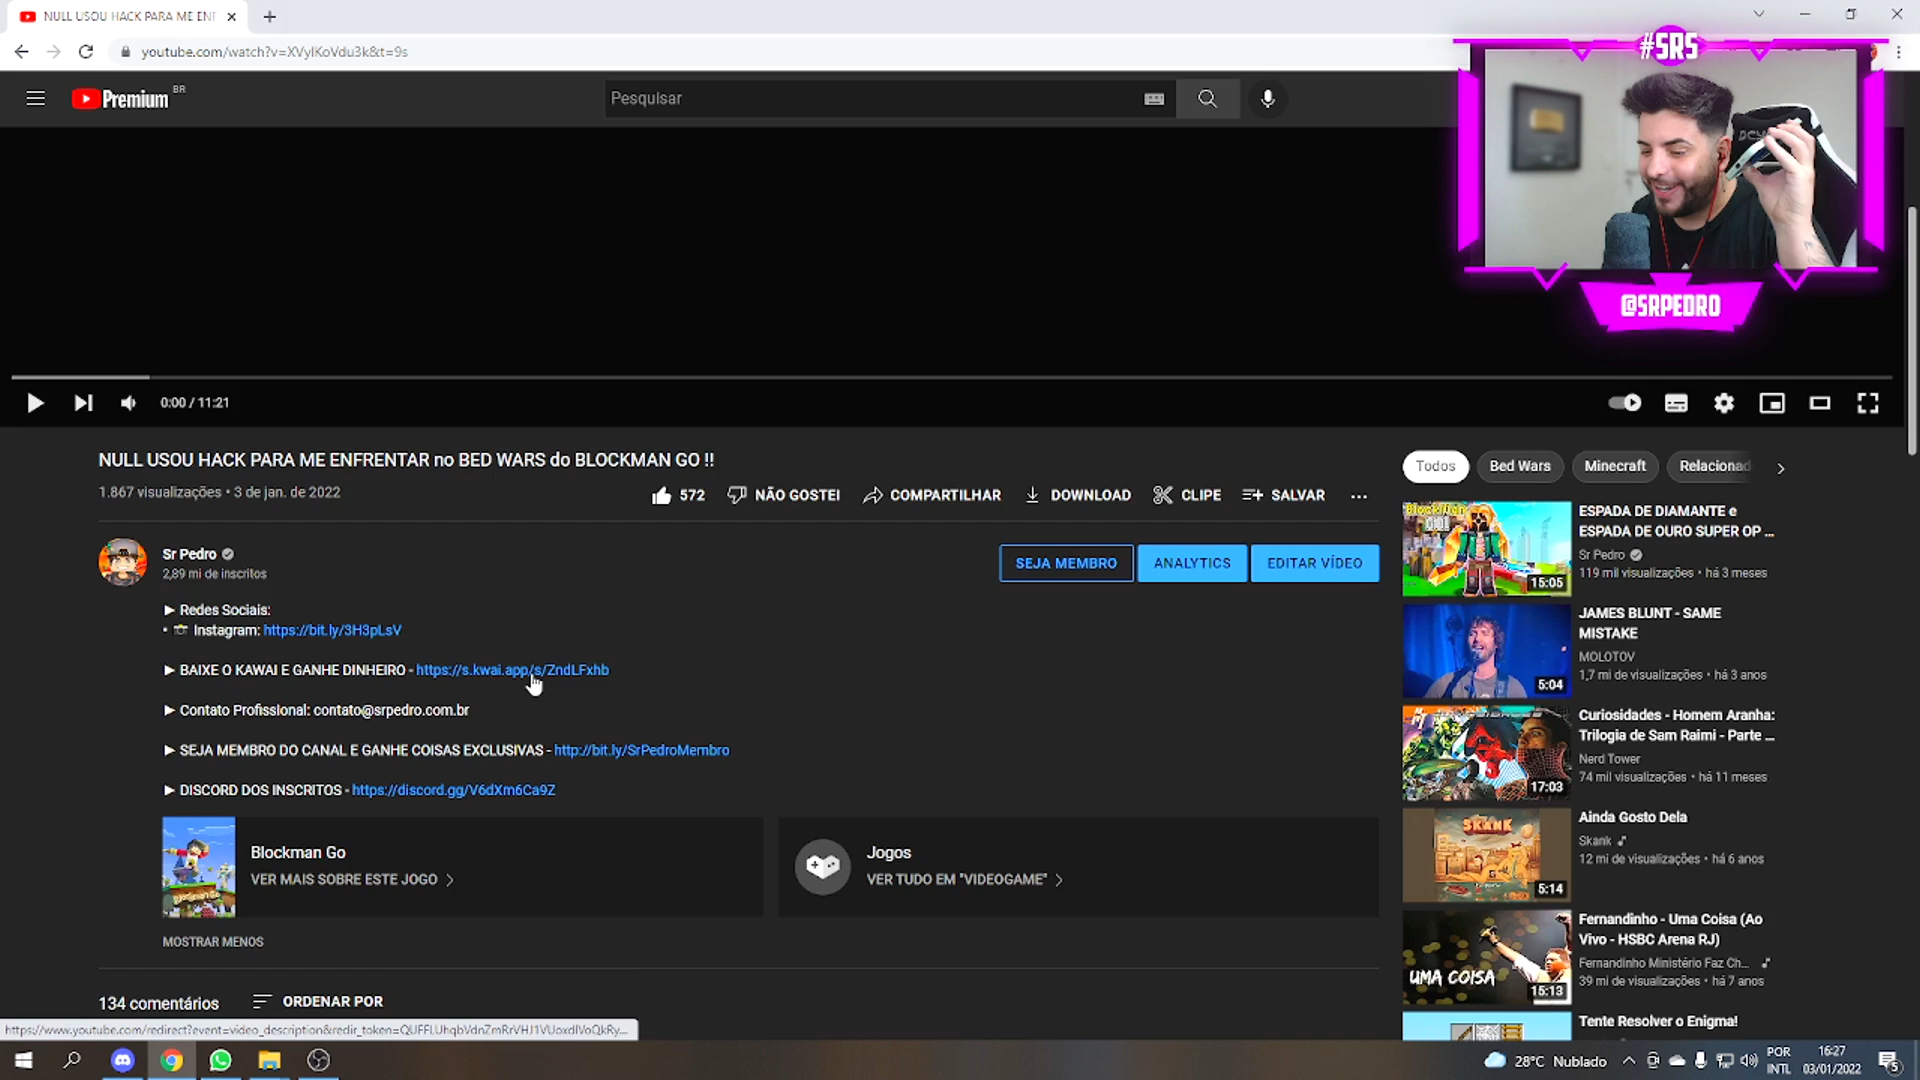 NULL USOU HACK PARA ME ENF
youtube.com/watch?v=XVyIKoVdu3k&t=9s
#SRS
Premium BR
Pesquisar
@SRPEDRO
0:00 / 11:21
NULL USOU HACK PARA ME ENFRENTAR no BED WARS do BLOCKMAN GO !!
1.867 visualizações • 3 de jan. de 2022
572
NÃO GOSTEI
COMPARTILHAR
DOWNLOAD
CLIPE
SALVAR
Sr Pedro
2,89 mi de inscritos
SEJA MEMBRO
ANALYTICS
EDITAR VÍDEO
► Redes Sociais:
• Instagram: https://bit.ly/3H3pLsV
► BAIXE O KAWAI E GANHE DINHEIRO - https://s.kwai.app/s/ZndLFxhb
► Contato Profissional: contato@srpedro.com.br
► SEJA MEMBRO DO CANAL E GANHE COISAS EXCLUSIVAS - http://bit.ly/SrPedroMembro
► DISCORD DOS INSCRITOS - https://discord.gg/V6dXm6Ca9Z
Blockman Go
VER MAIS SOBRE ESTE JOGO
Jogos
VER TUDO EM "VIDEOGAME"
MOSTRAR MENOS
134 comentários
ORDENAR POR
Todos
Bed Wars
Minecraft
Relacionad
15:05
ESPADA DE DIAMANTE e
ESPADA DE OURO SUPER OP ...
Sr Pedro
119 mil visualizações • há 3 meses
5:04
JAMES BLUNT - SAME
MISTAKE
MOLOTOV
1,7 mi de visualizações • há 3 anos
17:03
Curiosidades - Homem Aranha:
Trilogia de Sam Raimi - Parte ...
Nerd Tower
74 mil visualizações • há 11 meses
SKANK
5:14
Ainda Gosto Dela
Skank
12 mi de visualizações • há 6 anos
UMA COISA
15:13
Fernandinho - Uma Coisa (Ao
Vivo - HSBC Arena RJ)
Fernandinho Ministério Faz Ch...
39 mi de visualizações • há 7 anos
Tente Resolver o Enigma!
28°C Nublado
POR
INTL
16:27
03/01/2022
5